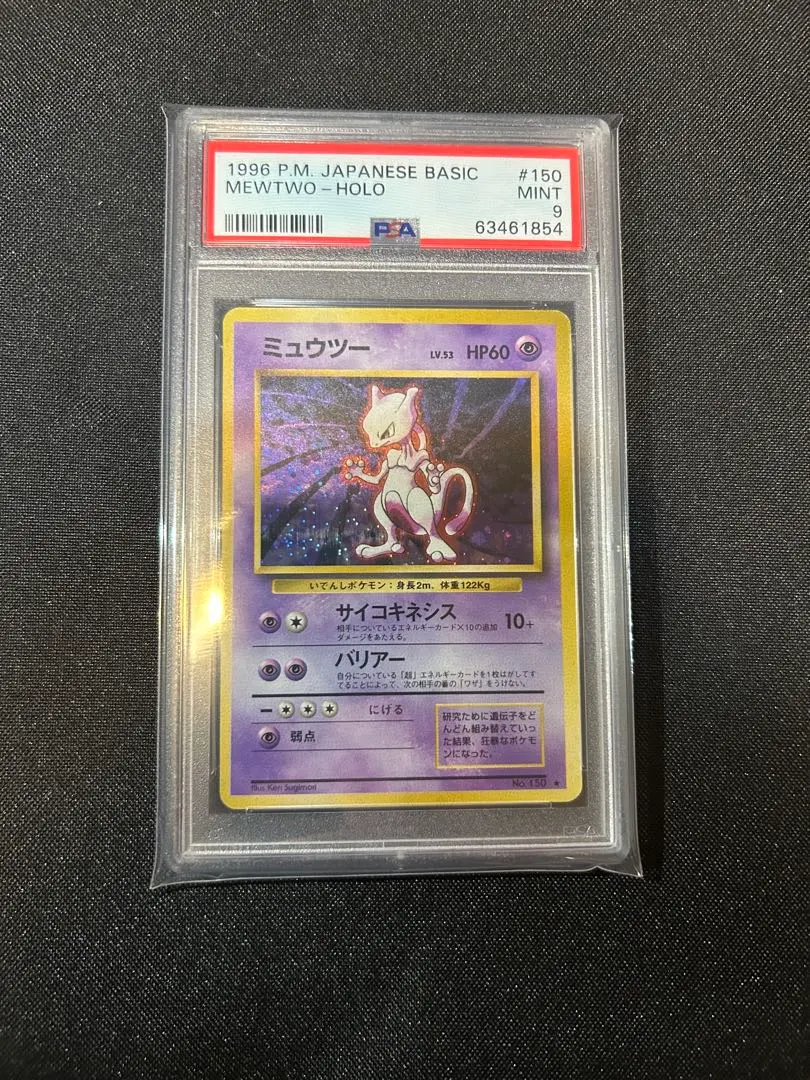 1996 P.M. JAPANESE BASIC #150
MEWTWO – HOLO MINT
9
PSA 63461854
ミュウツー LV.53 HP60
いでんしポケモン：身長2m、体重122Kg
サイコキネシス 10+
相手についているエネルギーカード×10の追加
ダメージをあたえる。
バリアー
自分についている「超」エネルギーカードを1枚はがしてす
てることによって、次の相手の番の「ワザ」をうけない。
にげる
弱点
研究ために遺伝子をど
んどん組み替えていっ
た結果、狂暴なポケモ
ンになった。
Illus.Ken Sugimori No. 150 ★
PSA